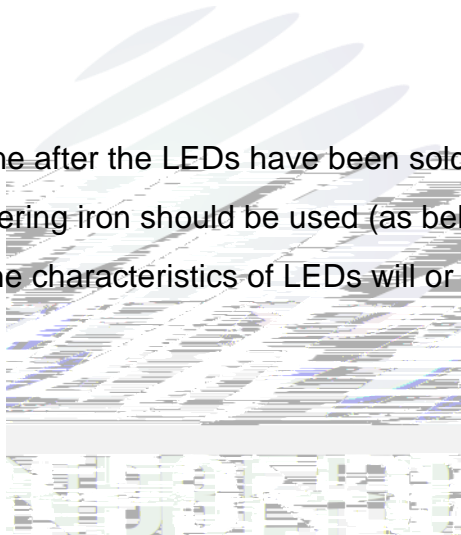 ne after the LEDs have been sold
ering iron should be used (as bel
e characteristics of LEDs will or